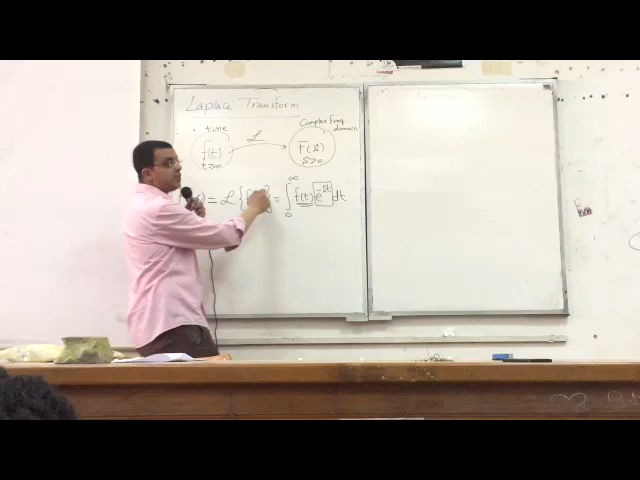 Laplace Transform
time L Complex freq. domain
f(t) F(s)
t≥0 s>0
= L { } = ∫₀^∞ f(t) e^-st dt